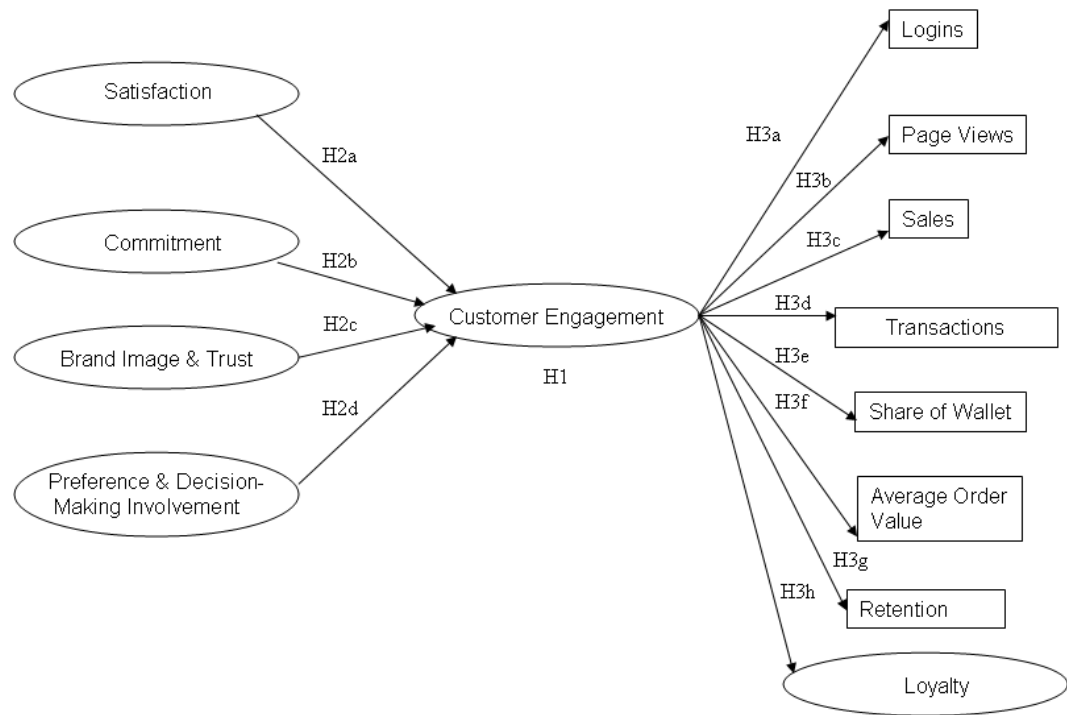 Logins
Satisfaction
H3a
Page Views
H2a
H3b
Sales
Commitment
H3c
H2b
H3d
Customer Engagement
Transactions
H2c
Brand Image & Trust
H3e
H1
H3f
Share of Wallet
H2d
Preference & Decision-
Making Involvement
Average Order
Value
H3g
H3h
Retention
Loyalty